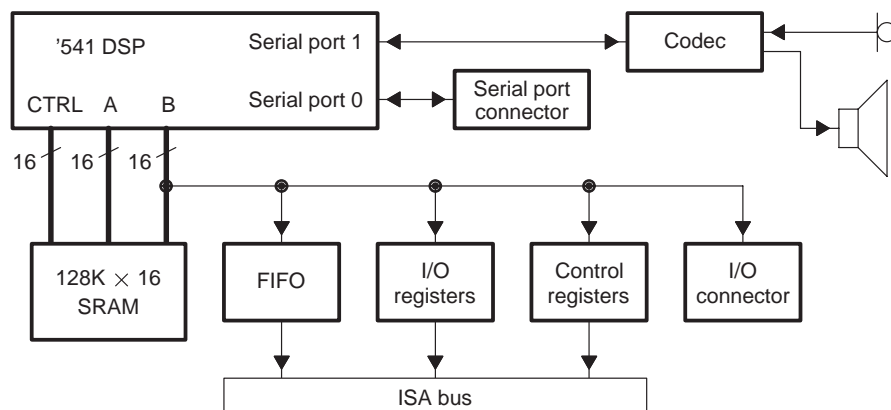 '541 DSP
Serial port 1
Codec
Serial port 0
Serial port
connector
CTRL A B
16 16 16
128K × 16
SRAM
FIFO
I/O
registers
Control
registers
I/O
connector
ISA bus